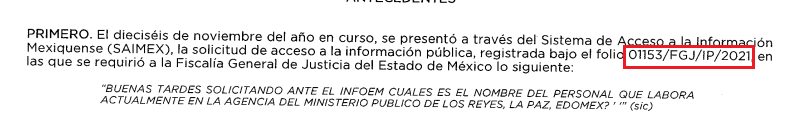 ANTECEDENTES
PRIMERO. El dieciséis de noviembre del año en curso, se presentó a través del Sistema de Acceso a la Información
Mexiquense (SAIMEX), la solicitud de acceso a la información pública, registrada bajo el folio 01153/FGJ/IP/2021, en
las que se requirió a la Fiscalía General de Justicia del Estado de México lo siguiente:
"BUENAS TARDES SOLICITANDO ANTE EL INFOEM CUALES ES EL NOMBRE DEL PERSONAL QUE LABORA
ACTUALMENTE EN LA AGENCIA DEL MINISTERIO PUBLICO DE LOS REYES, LA PAZ, EDOMEX? ' '" (sic)